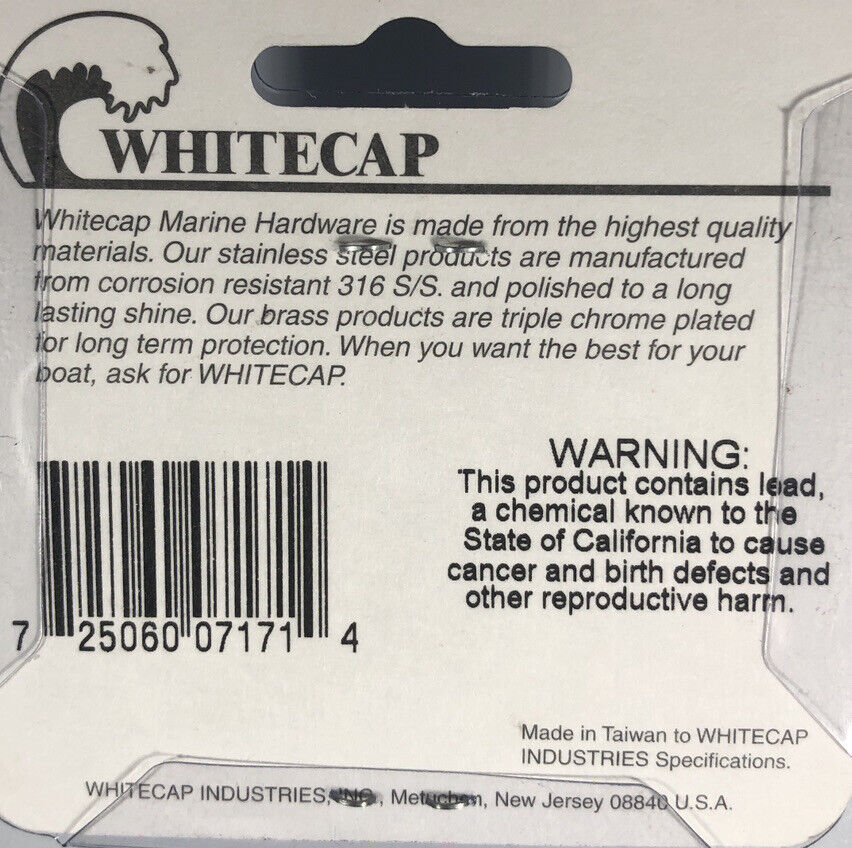 WHITECAP
Whitecap Marine Hardware is made from the highest quality
materials. Our stainless steel products are manufactured
from corrosion resistant 316 S/S. and polished to a long
lasting shine. Our brass products are triple chrome plated
for long term protection. When you want the best for your
boat, ask for WHITECAP.
WARNING:
This product contains lead,
a chemical known to the
State of California to cause
cancer and birth defects and
other reproductive harm.
7 25060 07171 4
Made in Taiwan to WHITECAP
INDUSTRIES Specifications.
WHITECAP INDUSTRIES, INC., Metuchen, New Jersey 08840 U.S.A.